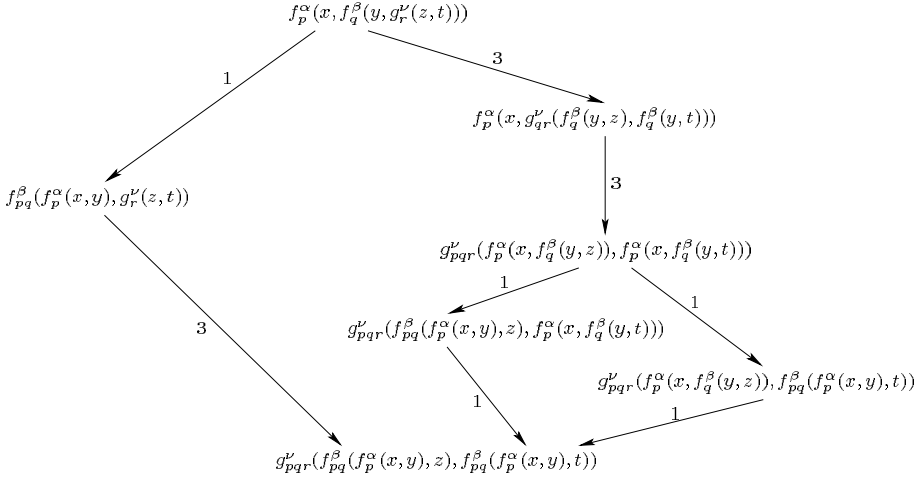 f_p^α(x, f_q^β(y, g_r^ν(z, t)))
1
3
f_p^α(x, g_{qr}^ν(f_q^β(y, z), f_q^β(y, t)))
3
f_{pq}^β(f_p^α(x, y), g_r^ν(z, t))
g_{pqr}^ν(f_p^α(x, f_q^β(y, z)), f_p^α(x, f_q^β(y, t)))
1
1
3
g_{pqr}^ν(f_{pq}^β(f_p^α(x, y), z), f_p^α(x, f_q^β(y, t)))
g_{pqr}^ν(f_p^α(x, f_q^β(y, z)), f_{pq}^β(f_p^α(x, y), t))
1
1
g_{pqr}^ν(f_{pq}^β(f_p^α(x, y), z), f_{pq}^β(f_p^α(x, y), t))